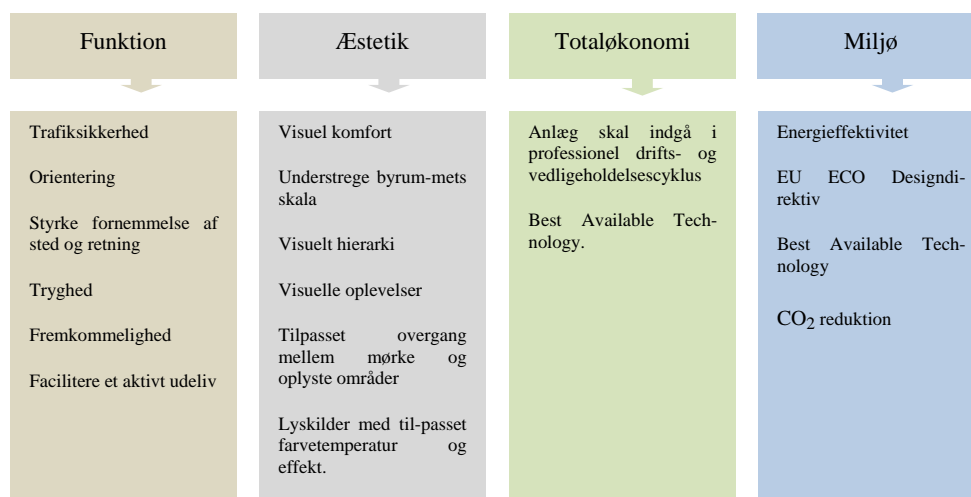 Funktion
Trafiksikkerhed
Orientering
Styrke fornemmelse af
sted og retning
Tryghed
Fremkommelighed
Facilitere et aktivt udeliv
Æstetik
Visuel komfort
Understrege byrum-mets
skala
Visuelt hierarki
Visuelle oplevelser
Tilpasset overgang
mellem mørke og
oplyste områder
Lyskilder med til-passet
farvetemperatur og
effekt.
Totaløkonomi
Anlæg skal indgå i
professionel drifts- og
vedligeholdelsescyklus
Best Available Tech-
nology.
Miljø
Energieffektivitet
EU ECO Designdi-
rektiv
Best Available Tech-
nology
CO2 reduktion